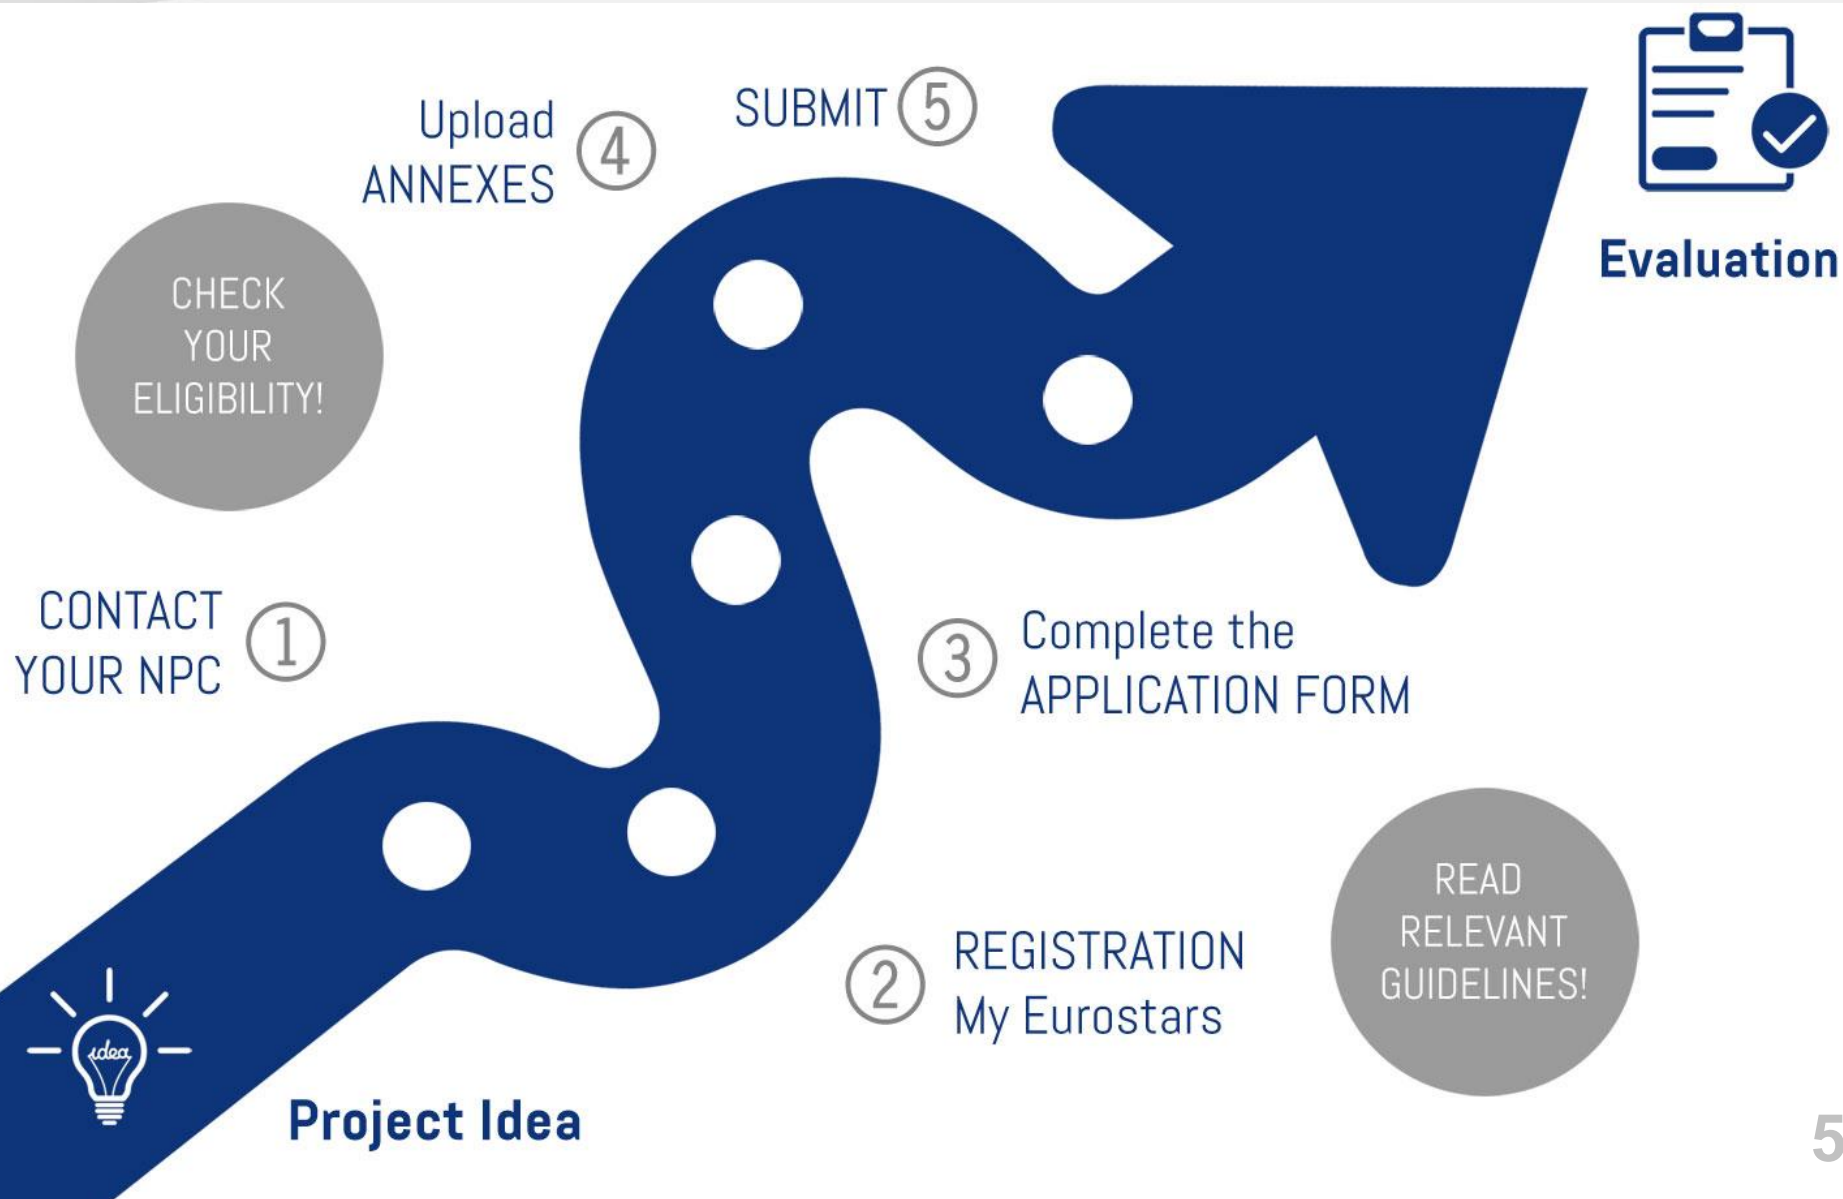 Upload
ANNEXES
4
SUBMIT 5
Evaluation
CHECK
YOUR
ELIGIBILITY!
CONTACT
YOUR NPC
1
3
Complete the
APPLICATION FORM
2
REGISTRATION
My Eurostars
READ
RELEVANT
GUIDELINES!
idea
Project Idea
5